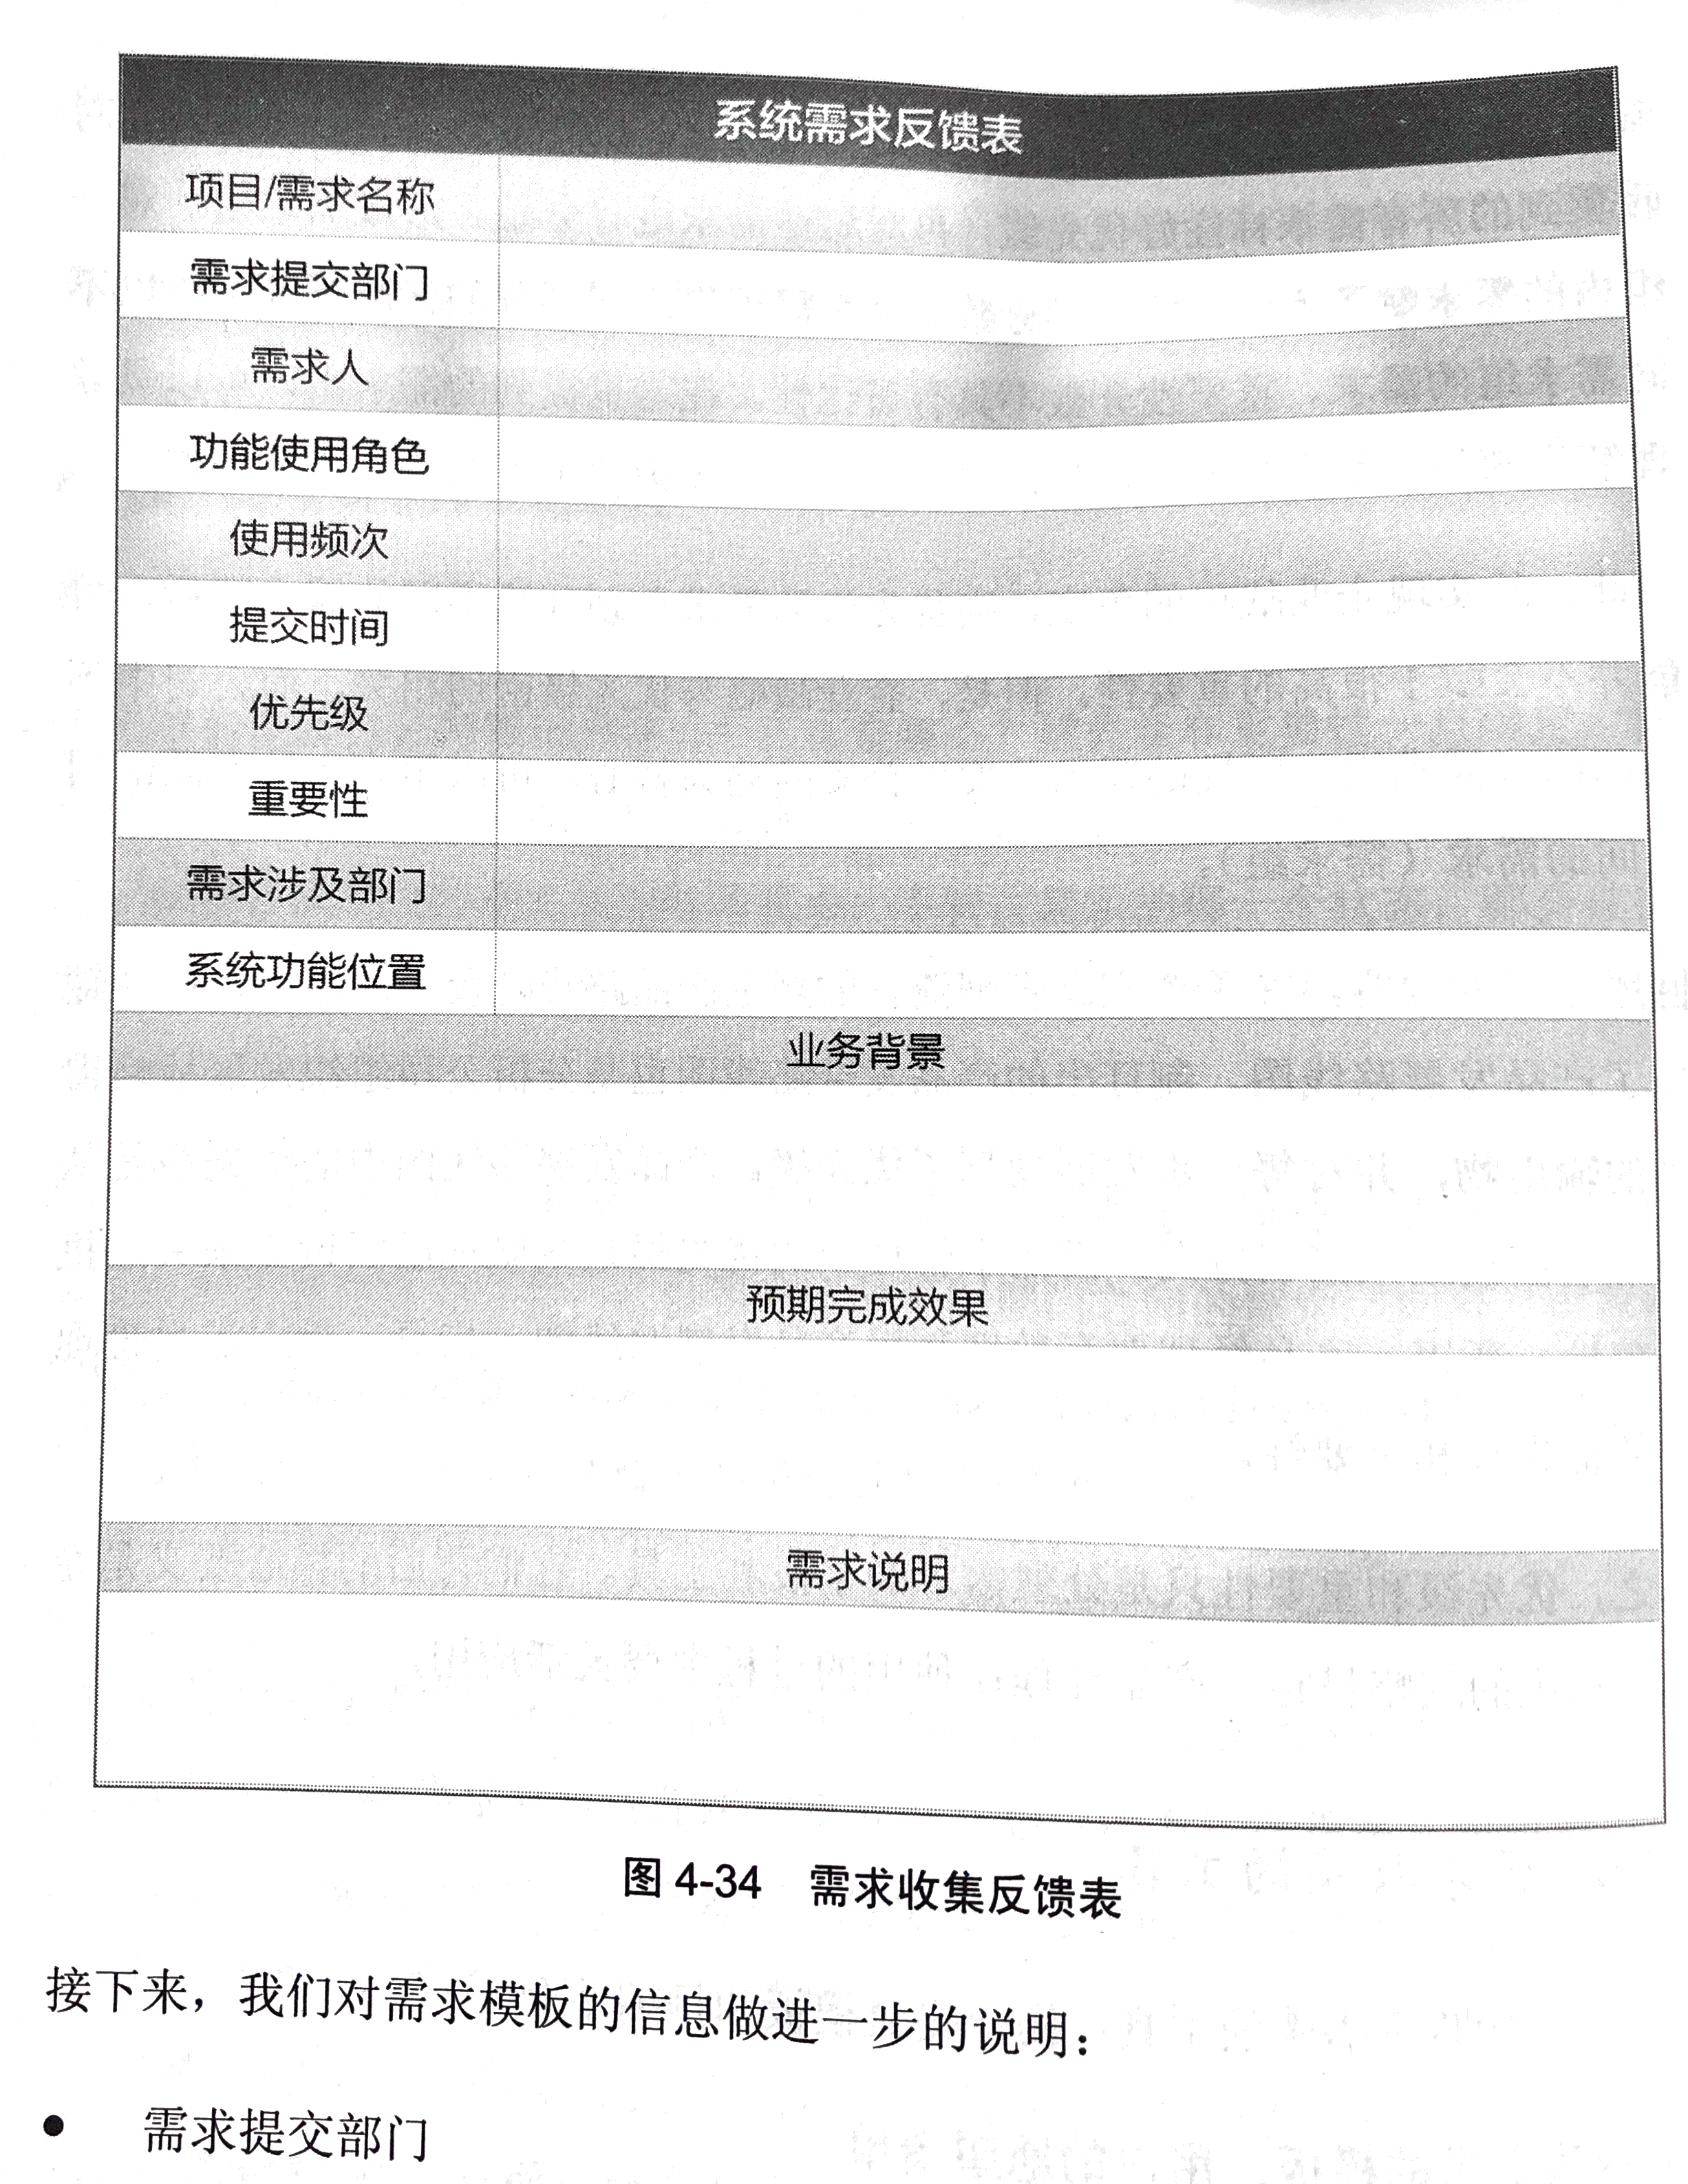 系统需求反馈表
项目/需求名称
需求提交部门
需求人
功能使用角色
使用频次
提交时间
优先级
重要性
需求涉及部门
系统功能位置
业务背景
预期完成效果
需求说明
图 4-34 需求收集反馈表
接下来，我们对需求模板的信息做进一步的说明：
● 需求提交部门